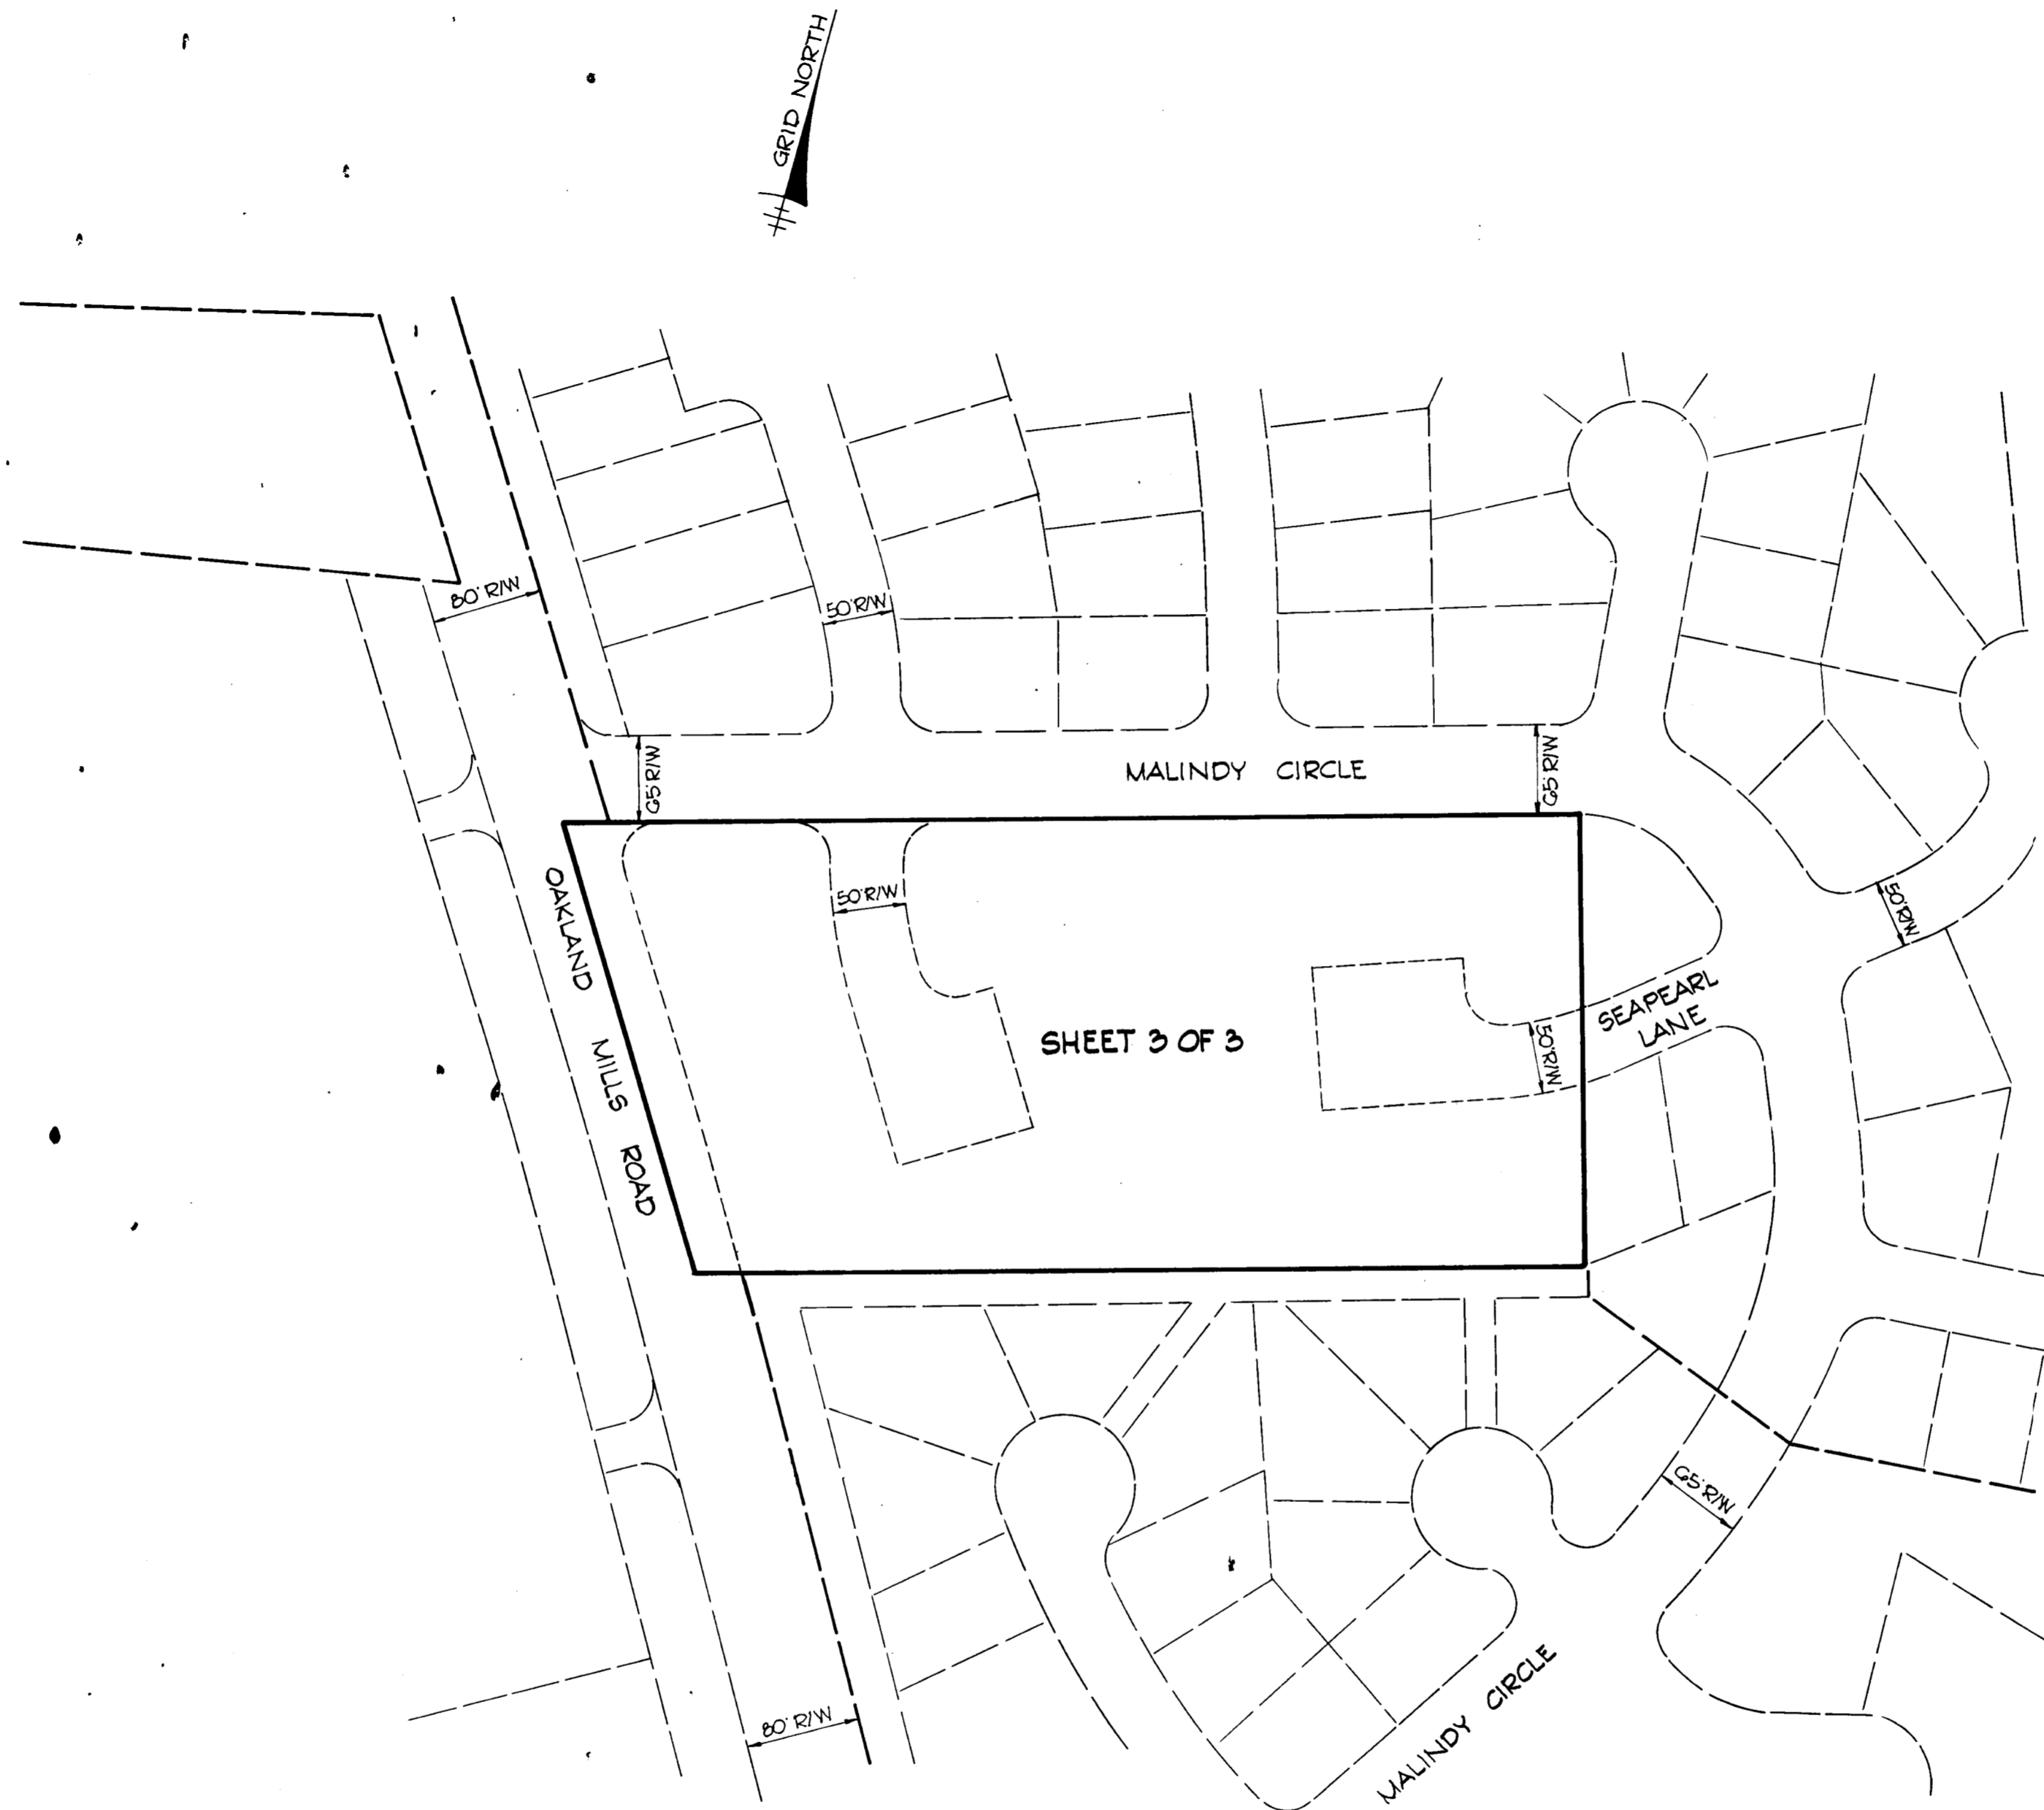 GRID NORTH
80' R/W
50' R/W
65' R/W
MALINDY CIRCLE
65' R/W
OAKLAND MILLS ROAD
50' R/W
50' R/W
SEAPEARL
LANE
SHEET 3 OF 3
50' R/W
65' R/W
80' R/W
MALINDY CIRCLE